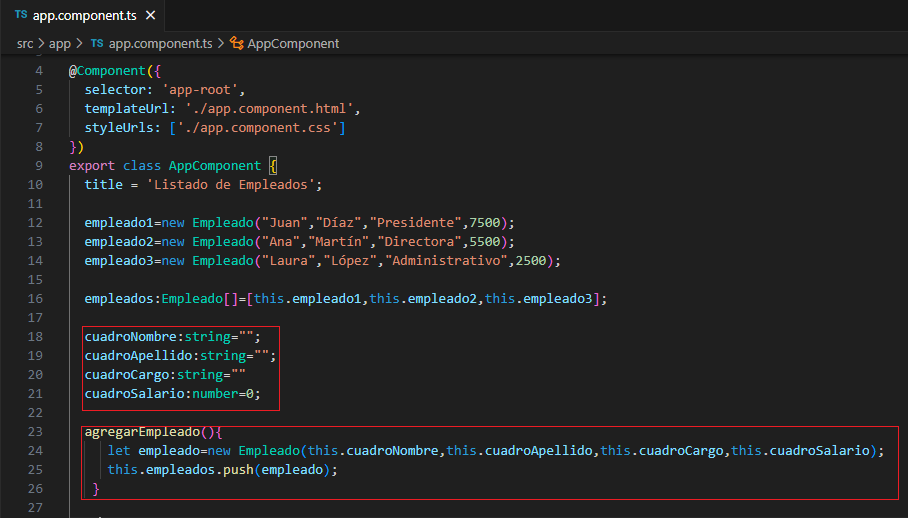 TS app.component.ts ×
src > app > TS app.component.ts > AppComponent
4 @Component({
5 selector: 'app-root',
6 templateUrl: './app.component.html',
7 styleUrls: ['./app.component.css']
8 })
9 export class AppComponent {
10 title = 'Listado de Empleados';
11
12 empleado1=new Empleado("Juan","Díaz","Presidente",7500);
13 empleado2=new Empleado("Ana","Martín","Directora",5500);
14 empleado3=new Empleado("Laura","López","Administrativo",2500);
15
16 empleados:Empleado[]=[this.empleado1,this.empleado2,this.empleado3];
17
18 cuadroNombre:string="";
19 cuadroApellido:string="";
20 cuadroCargo:string=""
21 cuadroSalario:number=0;
22
23 agregarEmpleado(){
24 let empleado=new Empleado(this.cuadroNombre,this.cuadroApellido,this.cuadroCargo,this.cuadroSalario);
25 this.empleados.push(empleado);
26 }
27